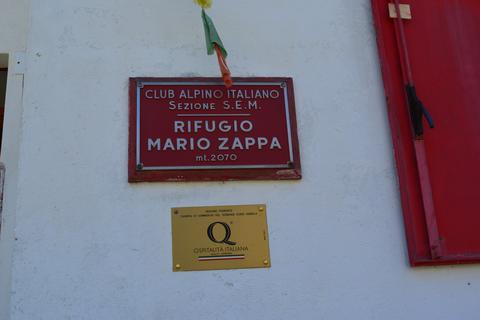 CLUB ALPINO ITALIANO
SEZIONE S.E.M.
RIFUGIO
MARIO ZAPPA
mt. 2070
Q
OSPITALITÀ ITALIANA